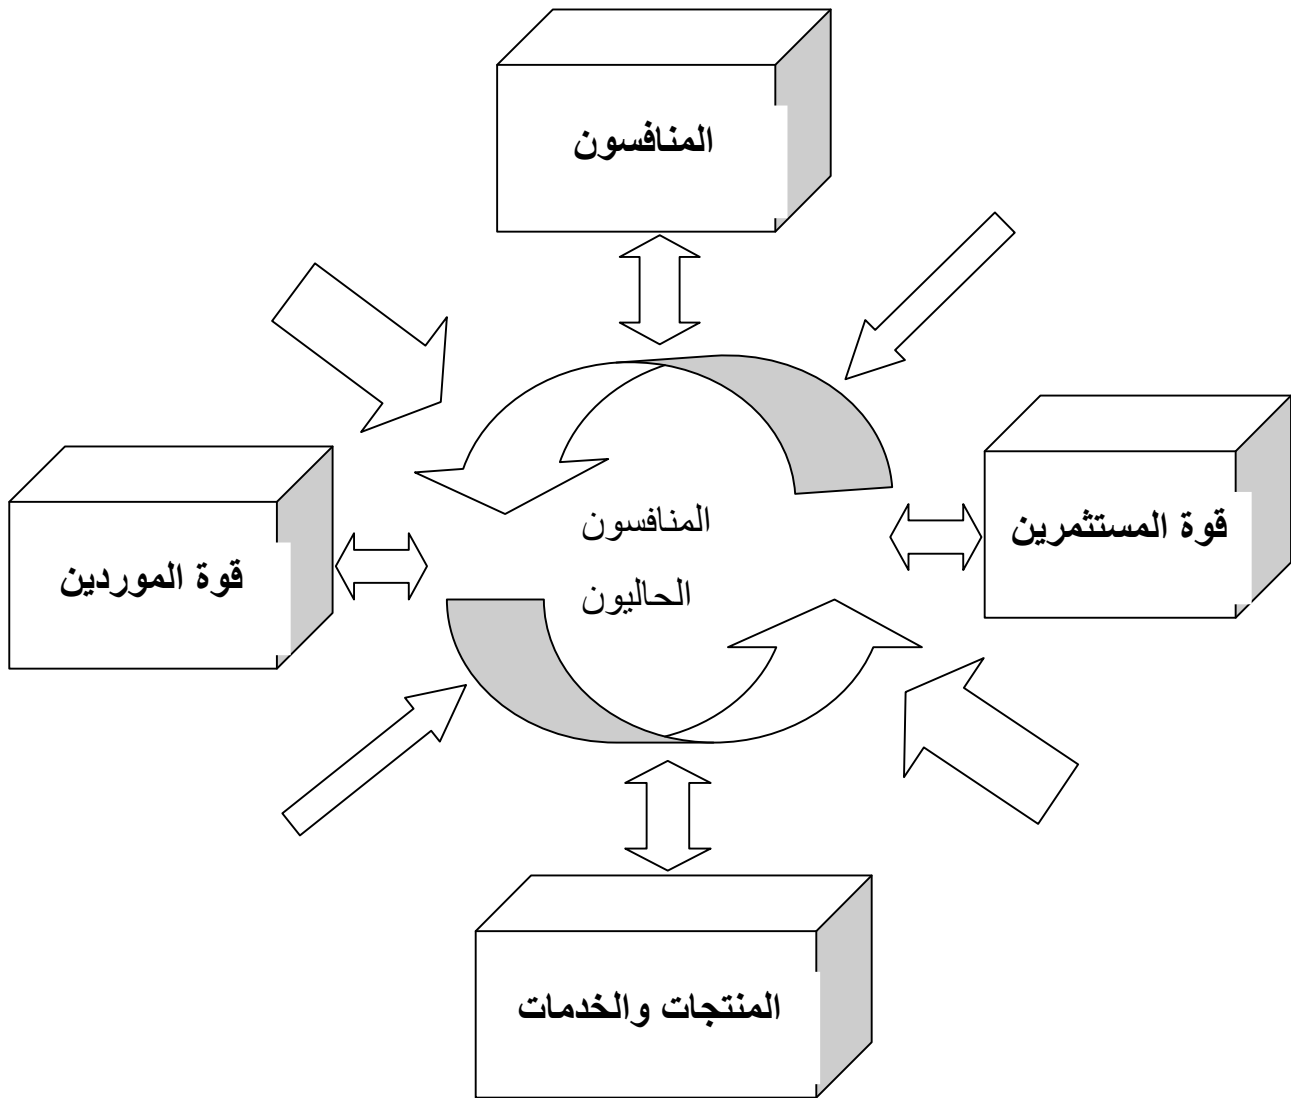 المنافسون
قوة المستثمرين
المنافسون
الحاليون
قوة الموردين
المنتجات والخدمات